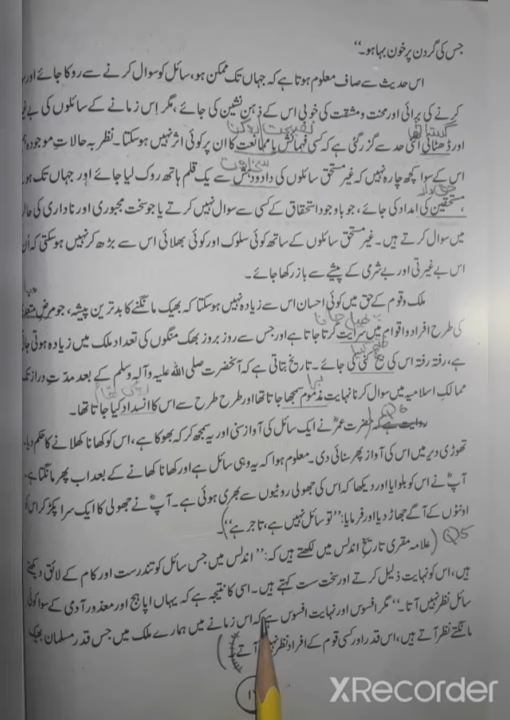 جس کی گردن پر خون بہا ہو۔“
اس حدیث سے صاف معلوم ہوتا ہے کہ جہاں تک ممکن ہو، سائل کو سوال کرنے سے روکا جائے اور
کرنے کی برائی اور محنت و مشقت کی خوبی اس کے ذہن نشین کی جائے، مگر اِس زمانے کے سائلوں کی بے
اور ڈھٹائی اتنی حد سے گزر گئی ہے کہ کسی فہمائش یا ممانعت کا ان پر کوئی اثر نہیں ہوسکتا۔ نظر بہ حالاتِ موجودہ
اس کے سوا کچھ چارہ نہیں کہ غیر مستحق سائلوں کی داد و دہش سے یک قلم ہاتھ روک لیا جائے اور جہاں تک ہو
مستحقین کی امداد کی جائے، جو باوجود استحقاق کے کسی سے سوال نہیں کرتے یا جو سخت مجبوری اور ناداری کی
میں سوال کرتے ہیں۔ غیر مستحق سائلوں کے ساتھ کوئی سلوک اور کوئی بھلائی اس سے بڑھ کر نہیں ہوسکتی کہ
اس بے غیرتی اور بے شرمی کے پیشے سے باز رکھا جائے۔
ملک و قوم کے حق میں کوئی احسان اس سے زیادہ نہیں ہوسکتا کہ بھیک مانگنے کا بدترین پیشہ، جو مرضِ
کی طرح افراد و اقوام میں سرایت کرتا جاتا ہے اور جس سے روز بروز بھک منگوں کی تعداد ملک میں زیادہ ہوتی
ہے، رفتہ رفتہ اس کی بیخ کنی کی جائے۔ تاریخ بتاتی ہے کہ آنحضرت صلی اللہ علیہ وآلہ وسلم کے بعد مدّتِ دراز
ممالکِ اسلامیہ میں سوال کرنا نہایت مذموم سمجھا جاتا تھا اور طرح طرح سے اس کا انسداد کیا جاتا تھا۔
روایت ہے کہ حضرت عمرؓ نے ایک سائل کی آواز سنی اور یہ سمجھ کر کہ بھوکا ہے، اس کو کھانا کھلانے کا حکم دیا۔
تھوڑی دیر میں اس کی آواز پھر سنائی دی۔ معلوم ہوا کہ یہ وہی سائل ہے اور کھانا کھانے کے بعد اب پھر مانگتا ہے۔
آپؓ نے اس کو بلوایا اور دیکھا کہ اس کی جھولی روٹیوں سے بھری ہوئی ہے۔ آپؓ نے جھولی کا ایک سرا پکڑ کر اس
اونٹوں کے آگے جھاڑ دیا اور فرمایا: ”تو سائل نہیں ہے، تاجر ہے“۔
Q5 (علامہ مقری تاریخِ اندلس میں لکھتے ہیں کہ: ”اندلس میں جس سائل کو تندرست اور کام کے لائق دیکھتے
ہیں، اس کو نہایت ذلیل کرتے اور سخت سست کہتے ہیں۔ اسی کا نتیجہ ہے کہ یہاں اپاہج اور معذور آدمی کے سوا کوئی
سائل نظر نہیں آتا۔“ مگر افسوس اور نہایت افسوس ہے کہ اس زمانے میں ہمارے ملک میں جس قدر مسلمان بھیک
مانگتے نظر آتے ہیں، اس قدر اور کسی قوم کے افراد نظر نہیں آتے۔)
XRecorder